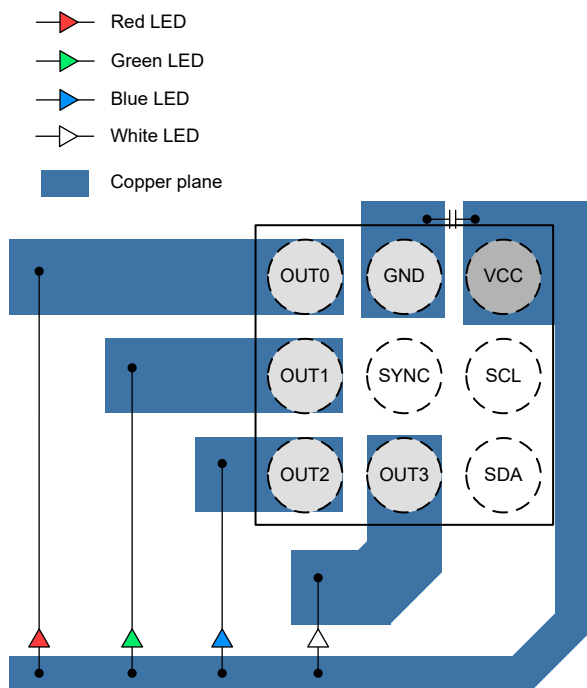 Red LED
Green LED
Blue LED
White LED
Copper plane
OUT0 GND VCC
OUT1 SYNC SCL
OUT2 OUT3 SDA